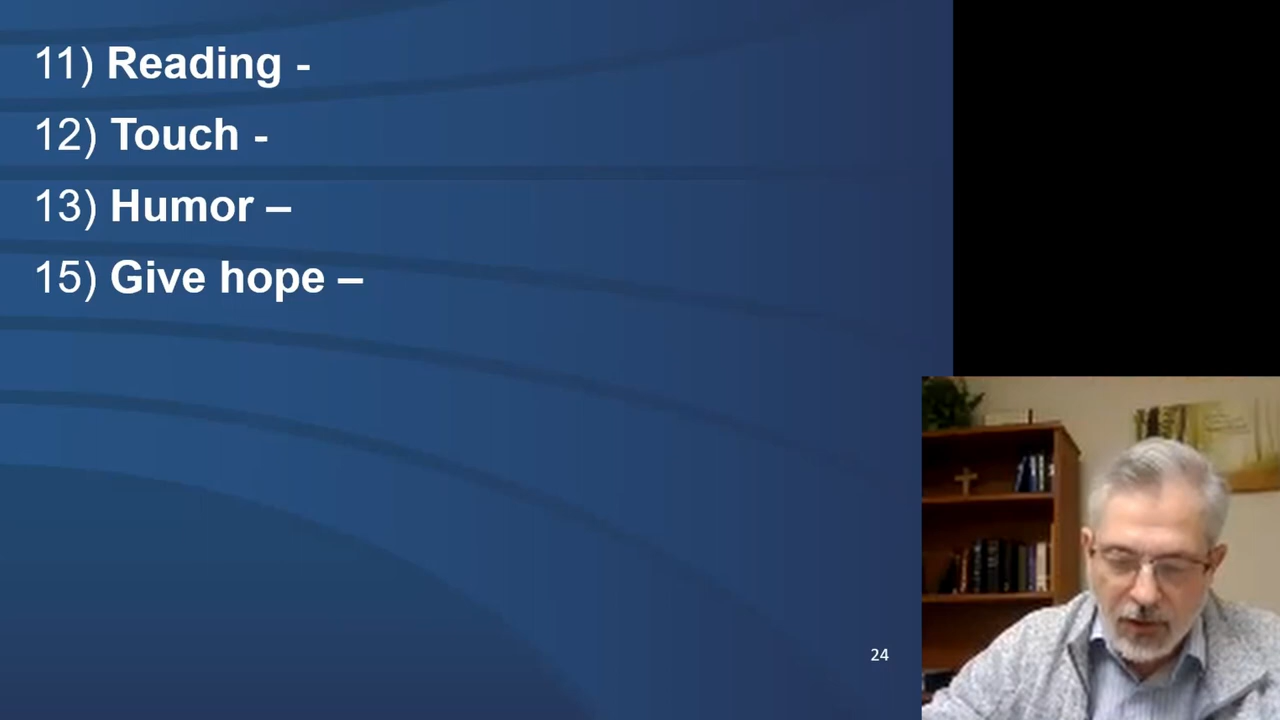 11) Reading -
12) Touch -
13) Humor –
15) Give hope –
24